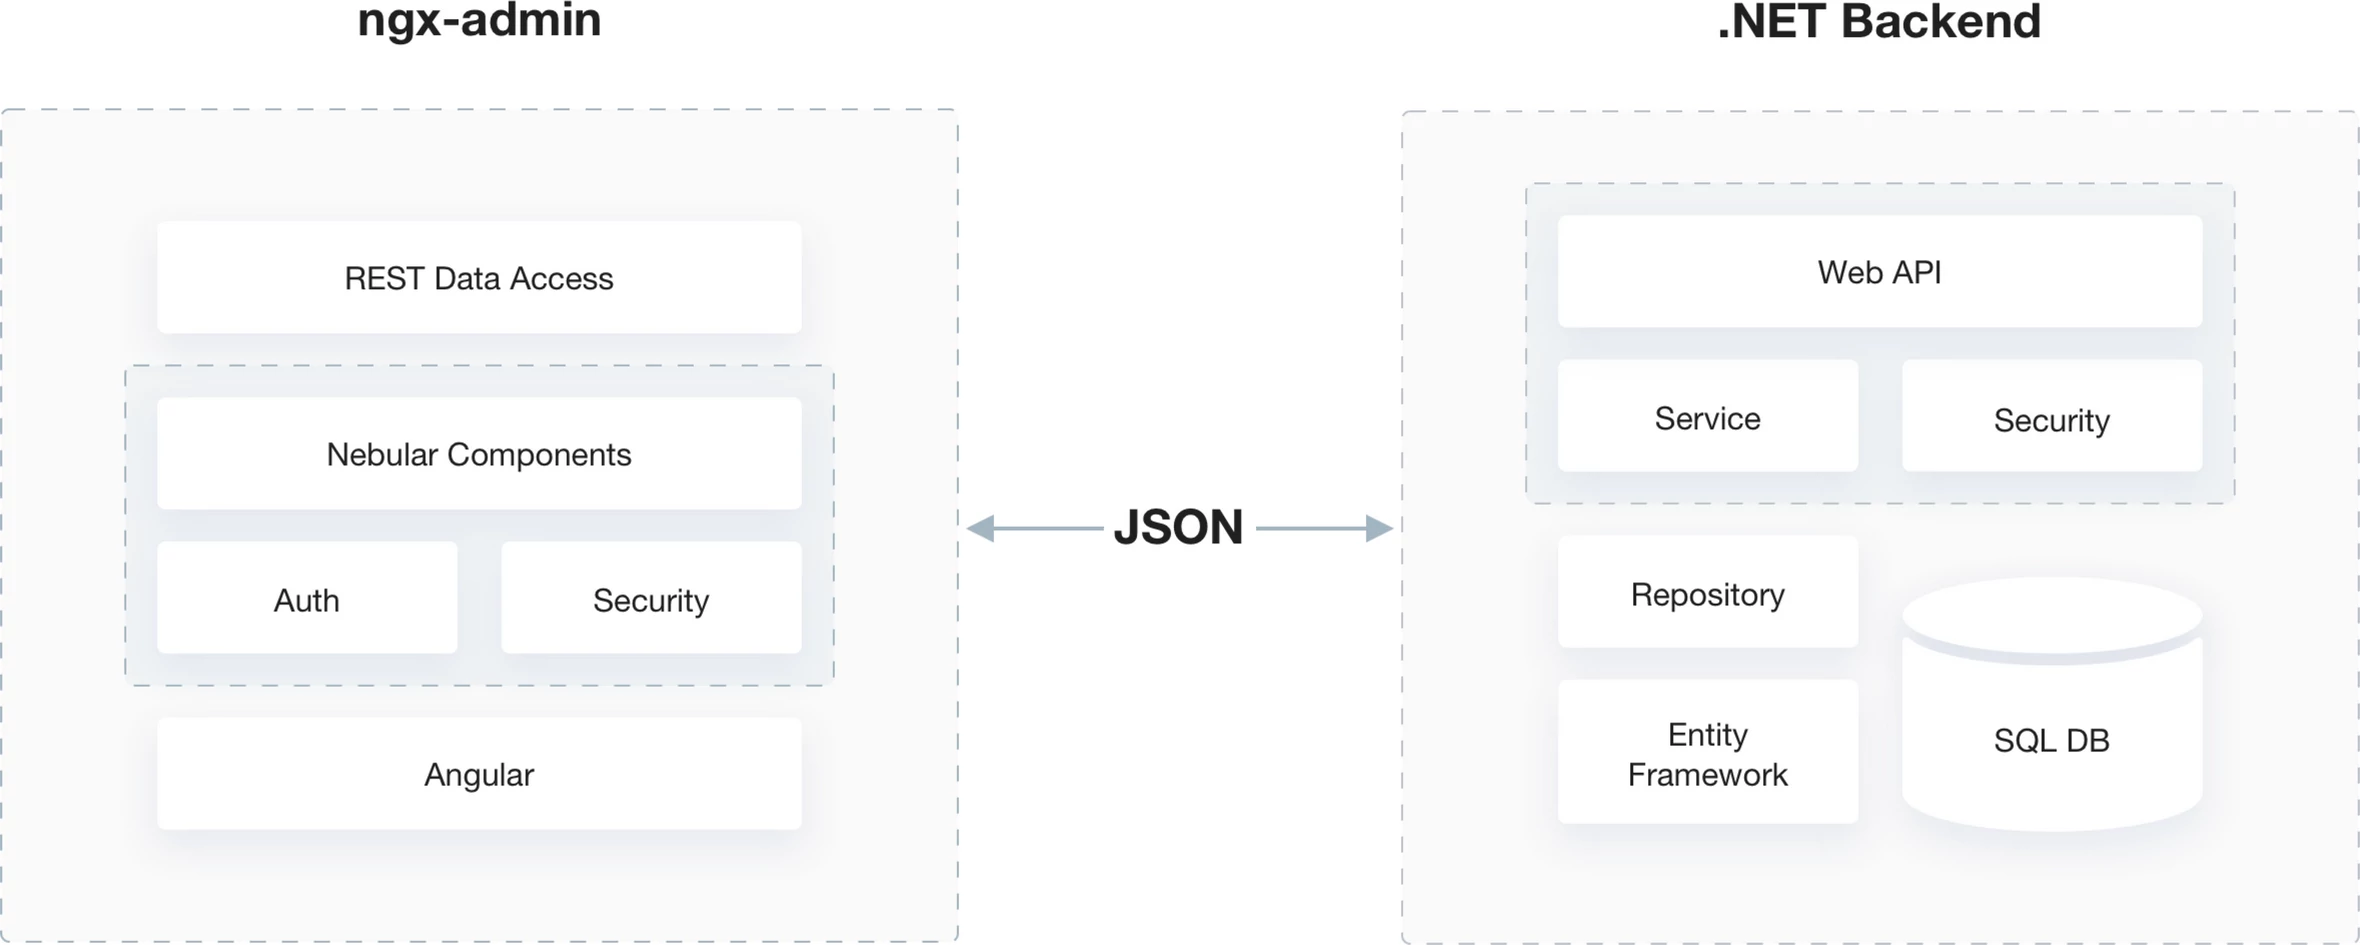 ngx-admin
REST Data Access
Nebular Components
Auth
Security
Angular
JSON
.NET Backend
Web API
Service
Security
Repository
Entity
Framework
SQL DB